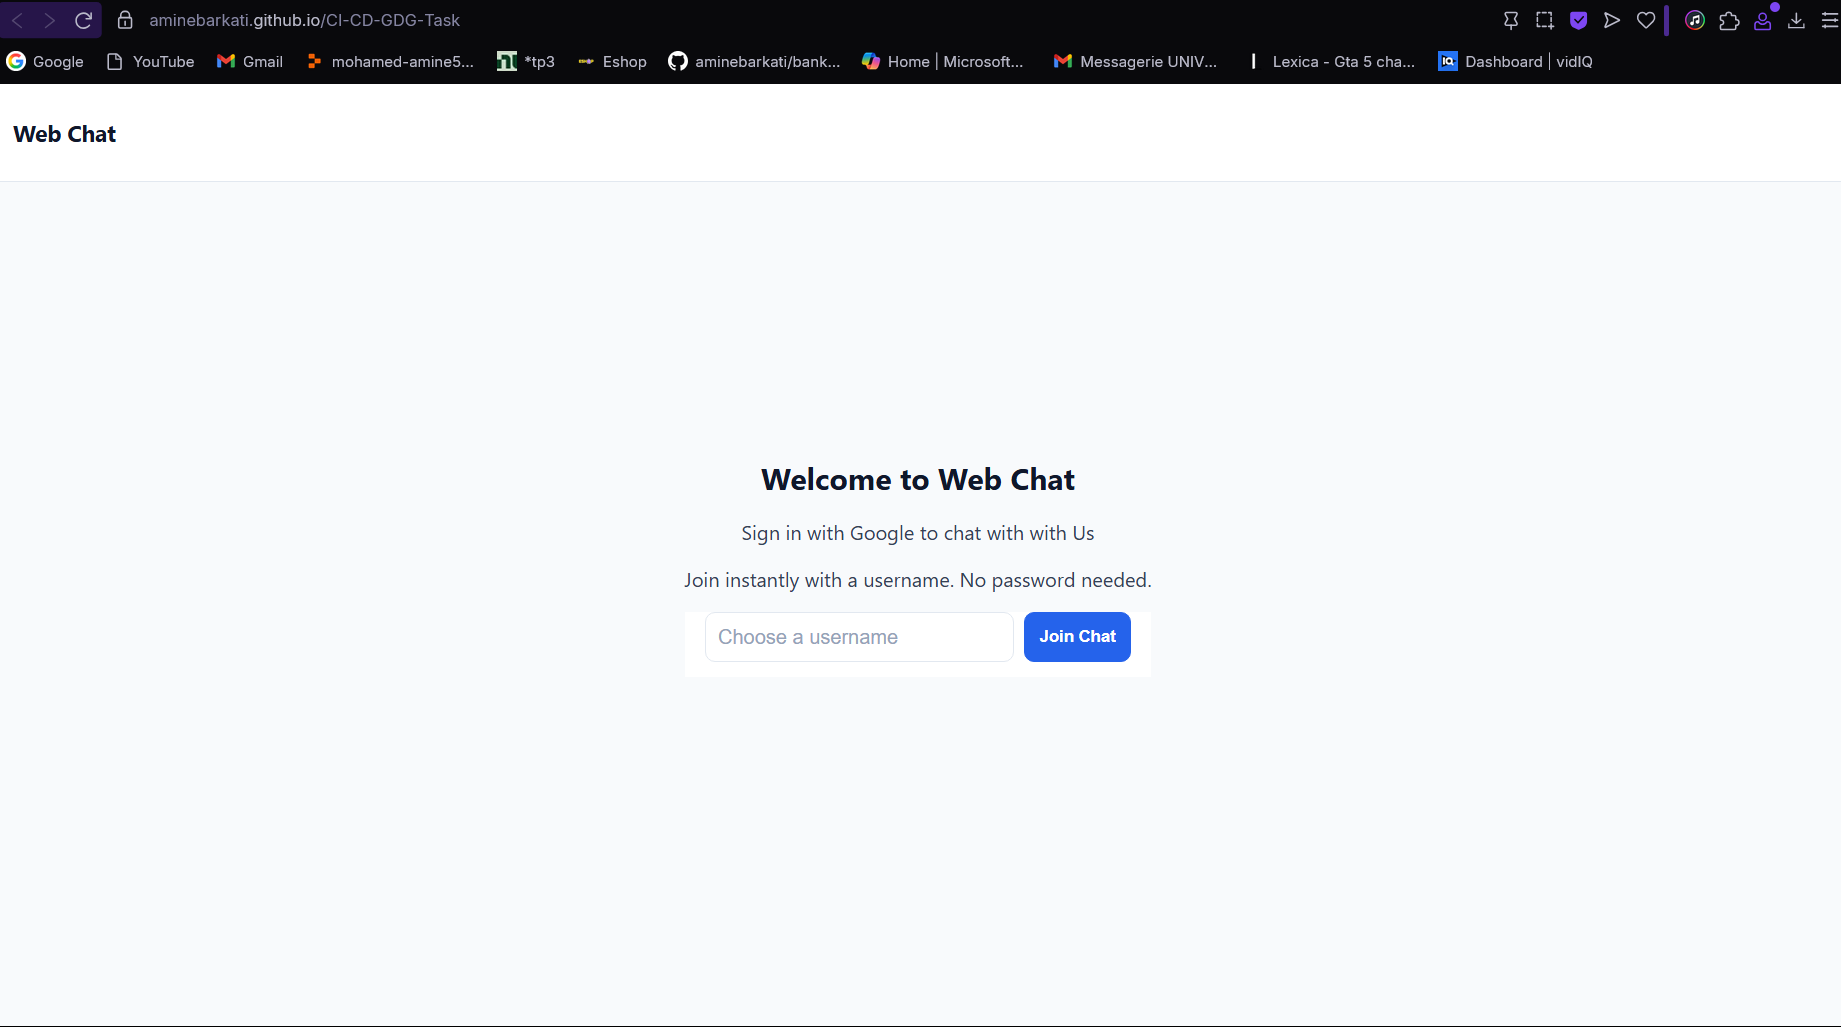 aminebarkati.github.io/CI-CD-GDG-Task
Google YouTube Gmail mohamed-amine5... *tp3 Eshop aminebarkati/bank... Home | Microsoft... Messagerie UNIV... Lexica - Gta 5 cha... IQ Dashboard | vidIQ
Web Chat
Welcome to Web Chat
Sign in with Google to chat with with Us
Join instantly with a username. No password needed.
Choose a username Join Chat